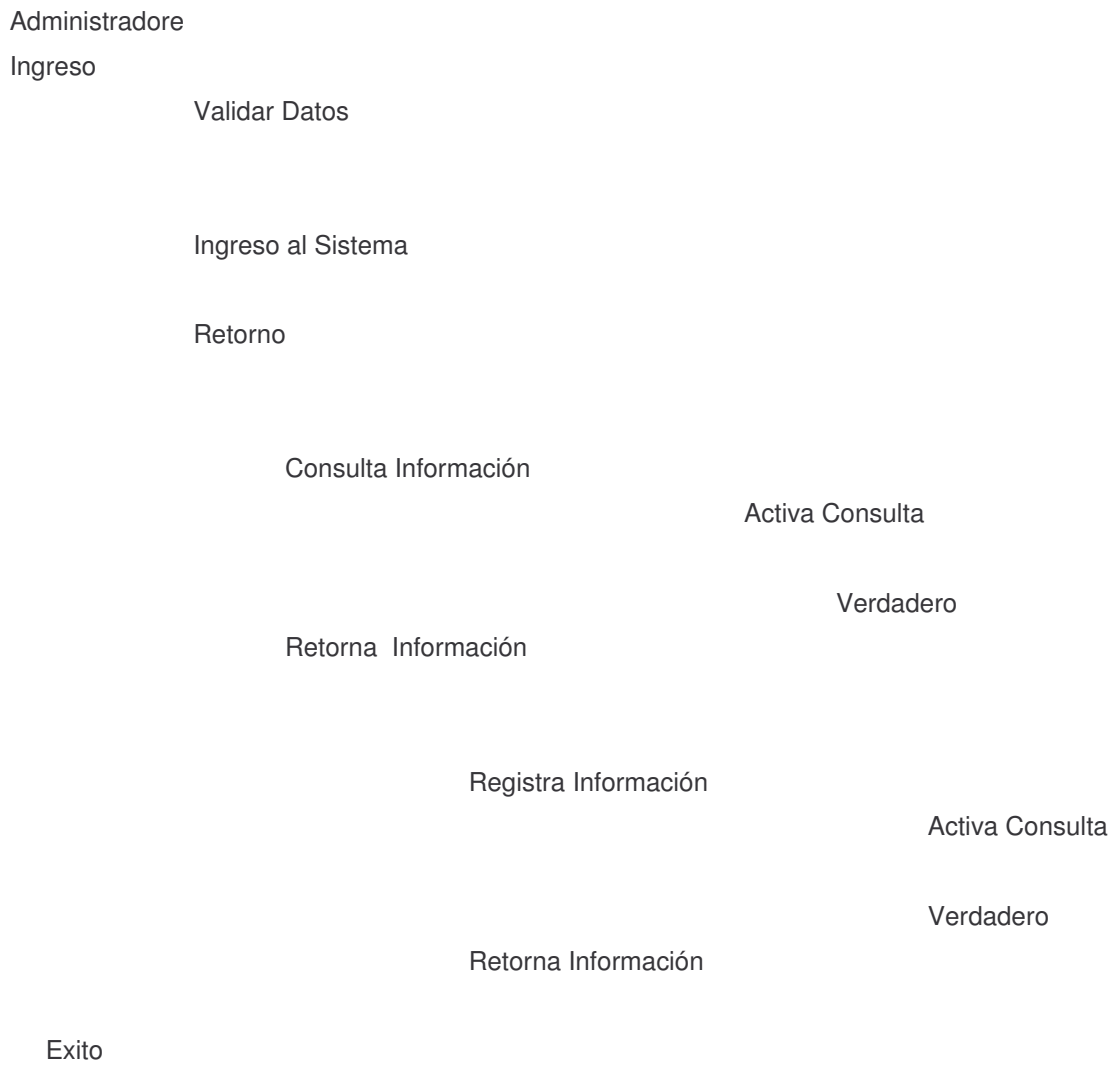 Administradore
Ingreso
Validar Datos
Ingreso al Sistema
Retorno
Consulta Información
Activa Consulta
Verdadero
Retorna Información
Registra Información
Activa Consulta
Verdadero
Retorna Información
Exito